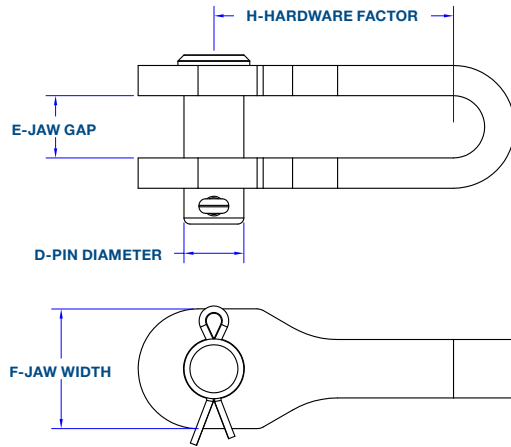 H-HARDWARE FACTOR
E-JAW GAP
D-PIN DIAMETER
F-JAW WIDTH